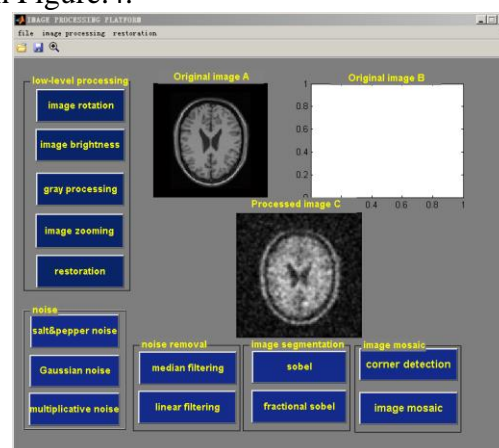 n Figure.4.
IMAGE PROCESSING PLATFORM
file image processing restoration
low-level processing
image rotation
image brightness
gray processing
image zooming
restoration
Original image A
Original image B
1
0.8
0.6
0.4
0.2
0
0.4 0.6 0.8 1
Processed image C
noise
salt&pepper noise
Gaussian noise
multiplicative noise
noise removal
median filtering
linear filtering
image segmentation
sobel
fractional sobel
image mosaic
corner detection
image mosaic